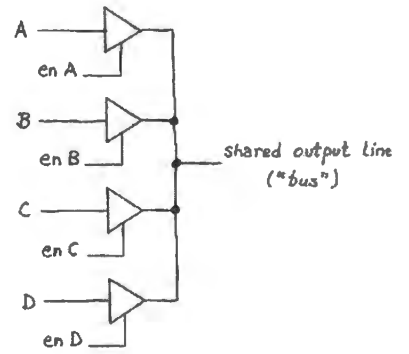 A
en A
B
en B
shared output line
("bus")
C
en C
D
en D